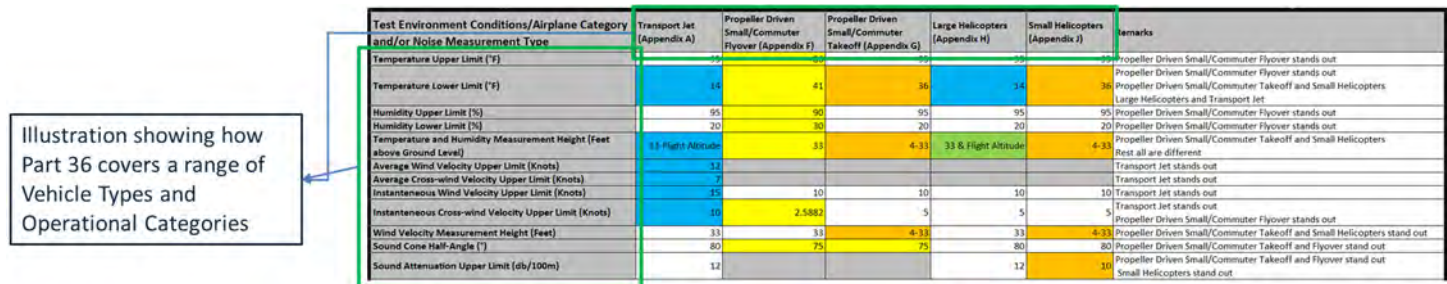 Illustration showing how
Part 36 covers a range of
Vehicle Types and
Operational Categories
Test Environment Conditions/Airplane Category
and/or Noise Measurement Type
Transport Jet
(Appendix A)
Propeller Driven
Small/Commuter
Flyover (Appendix F)
Propeller Driven
Small/Commuter
Takeoff (Appendix G)
Large Helicopters
(Appendix H)
Small Helicopters
(Appendix J)
Remarks
Temperature Upper Limit (°F) Propeller Driven Small/Commuter Flyover stands out
Temperature Lower Limit (°F) 14 41 36 14 36
Propeller Driven Small/Commuter Flyover stands out
Propeller Driven Small/Commuter Takeoff and Small Helicopters
Large Helicopters and Transport Jet
Humidity Upper Limit (%) 95 90 95 95 95 Propeller Driven Small/Commuter Flyover stands out
Humidity Lower Limit (%) 20 30 20 20 20 Propeller Driven Small/Commuter Flyover stands out
Temperature and Humidity Measurement Height (Feet
above Ground Level)
33-Flight Altitude 33 4-33 33 & Flight Altitude 4-33
Propeller Driven Small/Commuter Takeoff and Small Helicopters
Rest all are different
Average Wind Velocity Upper Limit (Knots) 12 Transport Jet stands out
Average Cross-wind Velocity Upper Limit (Knots) 7 Transport Jet stands out
Instantaneous Wind Velocity Upper Limit (Knots) 15 10 10 10 10 Transport Jet stands out
Instantaneous Cross-wind Velocity Upper Limit (Knots) 10 2.5882 5 5 5
Transport Jet stands out
Propeller Driven Small/Commuter Flyover stands out
Wind Velocity Measurement Height (Feet) 33 33 4-33 33 4-33 Propeller Driven Small/Commuter Takeoff and Small Helicopters stand out
Sound Cone Half-Angle (°) 80 75 75 80 80 Propeller Driven Small/Commuter Takeoff and Flyover stand out
Sound Attenuation Upper Limit (db/100m) 12 12 10
Propeller Driven Small/Commuter Takeoff and Flyover stand out
Small Helicopters stand out